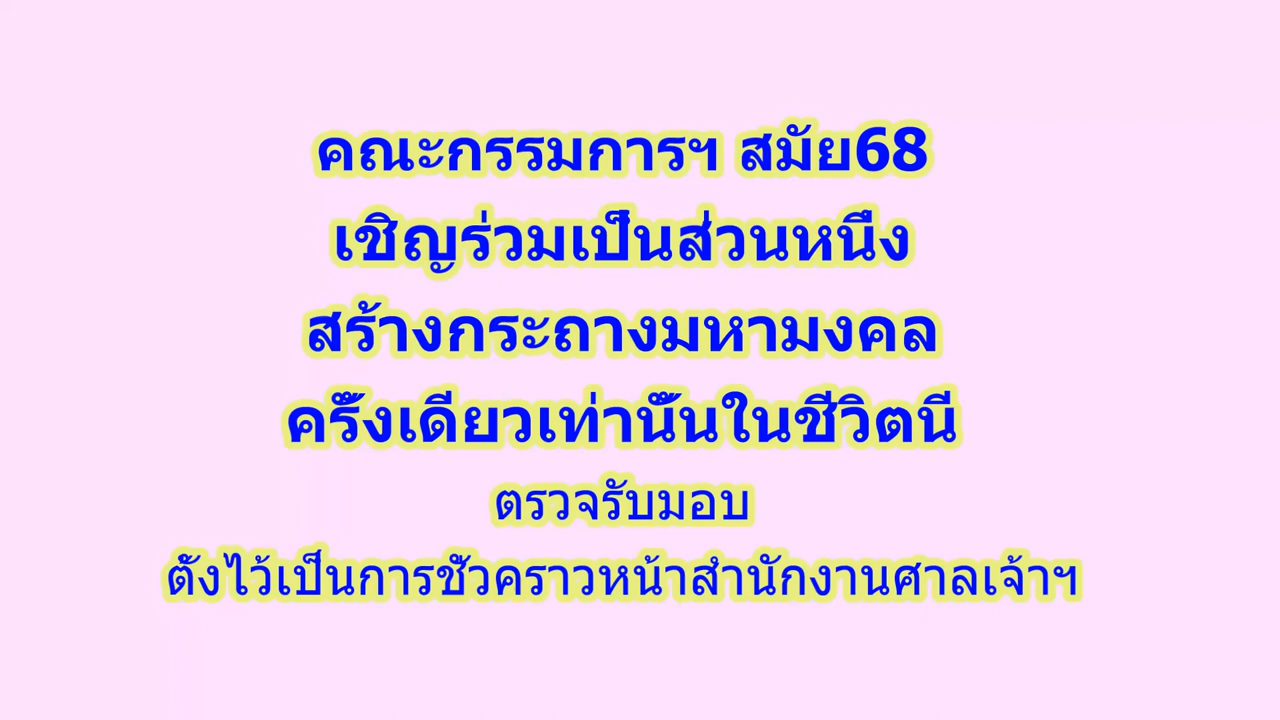 คณะกรรมการฯ สมัย68
เชิญร่วมเป็นส่วนหนึ่ง
สร้างกระถางมหามงคล
ครั้งเดียวเท่านั้นในชีวิตนี้
ตรวจรับมอบ
ตั้งไว้เป็นการชั่วคราวหน้าสำนักงานศาลเจ้าฯ